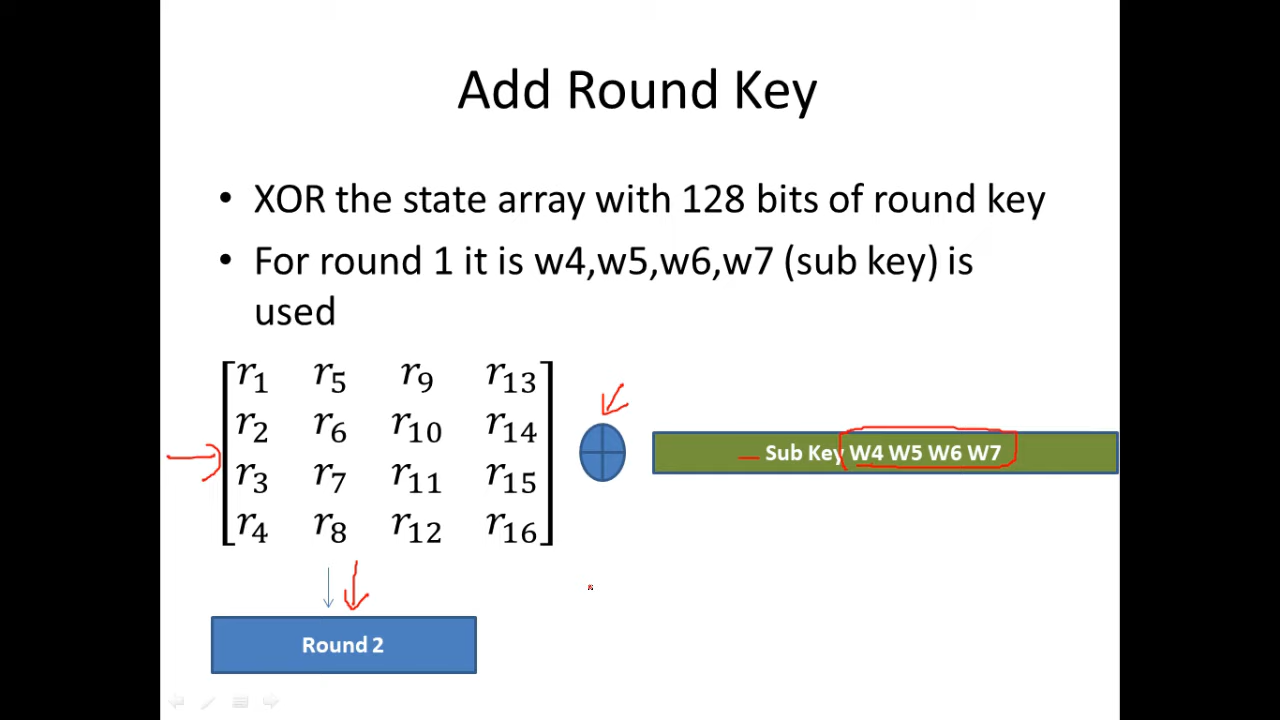 Add Round Key
• XOR the state array with 128 bits of round key
• For round 1 it is w4,w5,w6,w7 (sub key) is
used
r1 r5 r9 r13
r2 r6 r10 r14
r3 r7 r11 r15
r4 r8 r12 r16
Sub Key W4 W5 W6 W7
Round 2